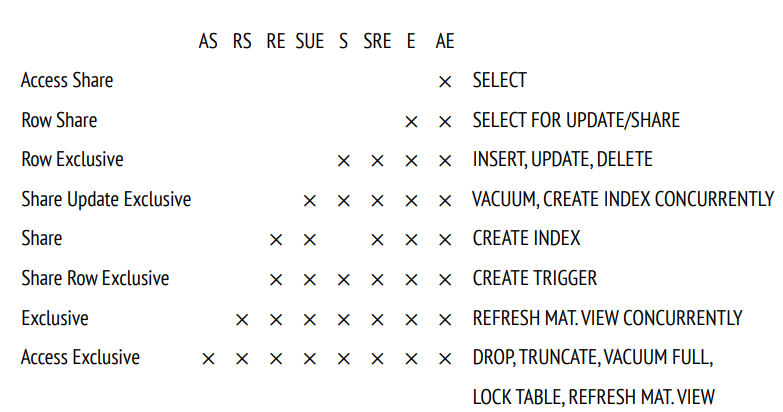 AS RS RE SUE S SRE E AE
Access Share × SELECT
Row Share × × SELECT FOR UPDATE/SHARE
Row Exclusive × × × × INSERT, UPDATE, DELETE
Share Update Exclusive × × × × × VACUUM, CREATE INDEX CONCURRENTLY
Share × × × × × CREATE INDEX
Share Row Exclusive × × × × × × CREATE TRIGGER
Exclusive × × × × × × × REFRESH MAT. VIEW CONCURRENTLY
Access Exclusive × × × × × × × × DROP, TRUNCATE, VACUUM FULL,
LOCK TABLE, REFRESH MAT. VIEW